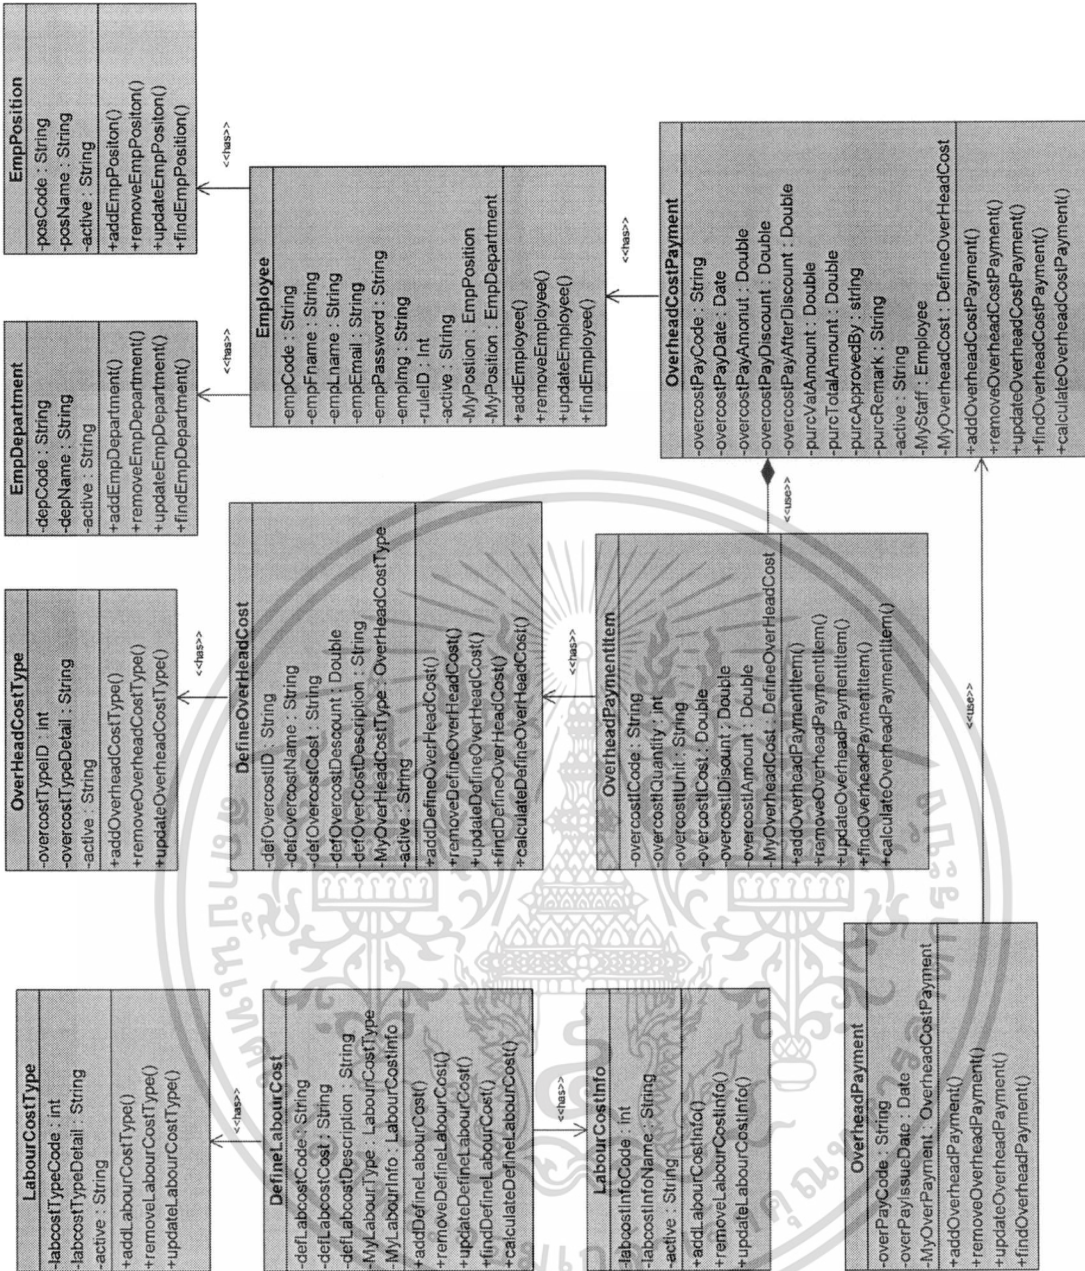 LabourCostType
-labcostTypeCode : int
-labcostTypeDetail : String
-active : String
+addLabourCostType()
+removeLabourCostType()
+updateLabourCostType()
<<has>>
DefineLabourCost
-defLabcostCode : String
-defLabcostCost : String
-defLabcostDescription : String
-MyLabourType : LabourCostType
-MyLabourInfo : LabourCostInfo
+addDefineLabourCost()
+removeDefineLabourCost()
+updateDefineLabourCost()
+findDefineLabourCost()
+calculateDefineLabourCost()
<<has>>
LabourCostInfo
-labcostInfoCode : int
-labcostInfoName : String
-active : String
+addLabourCostInfo()
+removeLabourCostInfo()
+updateLabourCostInfo()
OverheadPayment
-overPayCode : String
-overPayIssueDate : Date
-MyOverPayment : OverheadCostPayment
+addOverheadPayment()
+removeOverheadPayment()
+updateOverheadPayment()
+findOverheadPayment()
<<use>>
OverHeadCostType
-overcostTypeID : int
-overcostTypeDetail : String
-active : String
+addOverheadCostType()
+removeOverheadCostType()
+updateOverheadCostType()
<<has>>
DefineOverHeadCost
-defOvercostID : String
-defOvercostName : String
-defOvercostCost : String
-defOvercostDescount : Double
-defOverCostDescription : String
-MyOverHeadCostType : OverHeadCostType
-active : String
+addDefineOverHeadCost()
+removeDefineOverHeadCost()
+updateDefineOverHeadCost()
+findDefineOverHeadCost()
+calculateDefineOverHeadCost()
<<has>>
OverheadPaymentItem
-overcostICode : String
-overcostIQuantity : int
-overcostIUnit : String
-overcostICost : Double
-overcostIDiscount : Double
-overcostIAmount : Double
-MyOverheadCost : DefineOverHeadCost
+addOverheadPaymentItem()
+removeOverheadPaymentItem()
+updateOverheadPaymentItem()
+findOverheadPaymentItem()
+calculateOverheadPaymentItem()
<<use>>
EmpDepartment
-depCode : String
-depName : String
-active : String
+addEmpDepartment()
+removeEmpDepartment()
+updateEmpDepartment()
+findEmpDepartment()
<<has>>
EmpPosition
-posCode : String
-posName : String
-active : String
+addEmpPositon()
+removeEmpPositon()
+updateEmpPositon()
+findEmpPosition()
<<has>>
Employee
-empCode : String
-empFname : String
-empLname : String
-empEmail : String
-empPassword : String
-empImg : String
-ruleID : Int
-active : String
-MyPostion : EmpPosition
-MyPosition : EmpDepartment
+addEmployee()
+removeEmployee()
+updateEmployee()
+findEmployee()
<<has>>
OverheadCostPayment
-overcostPayCode : String
-overcostPayDate : Date
-overcostPayAmonut : Double
-overcostPayDiscount : Double
-overcostPayAfterDiscount : Double
-purcVatAmount : Double
-purcTotalAmount : Double
-purcApprovedBy : string
-purcRemark : String
-active : String
-MyStaff : Employee
-MyOverheadCost : DefineOverHeadCost
+addOverheadCostPayment()
+removeOverheadCostPayment()
+updateOverheadCostPayment()
+findOverheadCostPayment()
+calculateOverheadCostPayment()